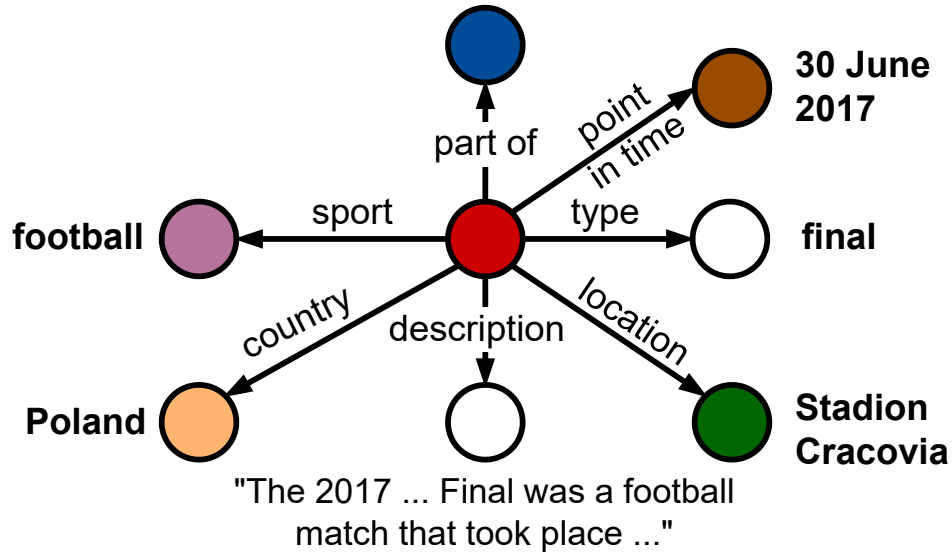 30 June
2017
point
in time
part of
sport
type
football
final
country
description
location
Poland
Stadion
Cracovia
"The 2017 ... Final was a football
match that took place ..."